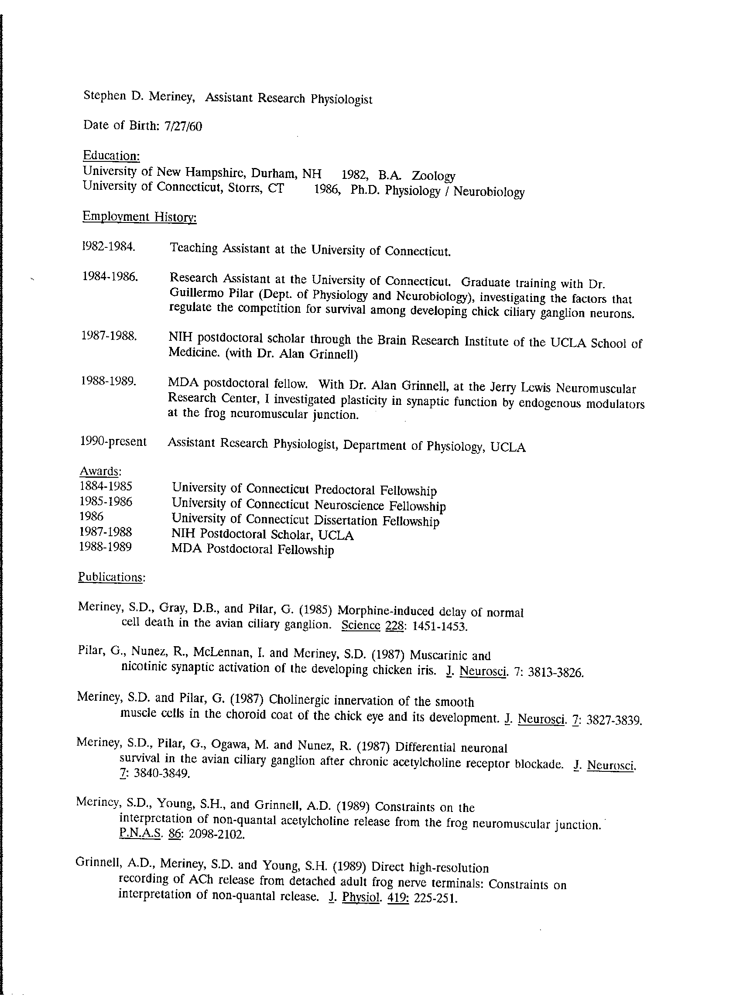 Stephen D. Meriney, Assistant Research Physiologist
Date of Birth: 7/27/60
Education:
University of New Hampshire, Durham, NH 1982, B.A. Zoology
University of Connecticut, Storrs, CT 1986, Ph.D. Physiology / Neurobiology
Employment History:
1982-1984. Teaching Assistant at the University of Connecticut.
1984-1986. Research Assistant at the University of Connecticut. Graduate training with Dr.
Guillermo Pilar (Dept. of Physiology and Neurobiology), investigating the factors that
regulate the competition for survival among developing chick ciliary ganglion neurons.
1987-1988. NIH postdoctoral scholar through the Brain Research Institute of the UCLA School of
Medicine. (with Dr. Alan Grinnell)
1988-1989. MDA postdoctoral fellow. With Dr. Alan Grinnell, at the Jerry Lewis Neuromuscular
Research Center, I investigated plasticity in synaptic function by endogenous modulators
at the frog neuromuscular junction.
1990-present Assistant Research Physiologist, Department of Physiology, UCLA
Awards:
1884-1985 University of Connecticut Predoctoral Fellowship
1985-1986 University of Connecticut Neuroscience Fellowship
1986 University of Connecticut Dissertation Fellowship
1987-1988 NIH Postdoctoral Scholar, UCLA
1988-1989 MDA Postdoctoral Fellowship
Publications:
Meriney, S.D., Gray, D.B., and Pilar, G. (1985) Morphine-induced delay of normal
cell death in the avian ciliary ganglion. Science 228: 1451-1453.
Pilar, G., Nunez, R., McLennan, I. and Meriney, S.D. (1987) Muscarinic and
nicotinic synaptic activation of the developing chicken iris. J. Neurosci. 7: 3813-3826.
Meriney, S.D. and Pilar, G. (1987) Cholinergic innervation of the smooth
muscle cells in the choroid coat of the chick eye and its development. J. Neurosci. 7: 3827-3839.
Meriney, S.D., Pilar, G., Ogawa, M. and Nunez, R. (1987) Differential neuronal
survival in the avian ciliary ganglion after chronic acetylcholine receptor blockade. J. Neurosci.
7: 3840-3849.
Meriney, S.D., Young, S.H., and Grinnell, A.D. (1989) Constraints on the
interpretation of non-quantal acetylcholine release from the frog neuromuscular junction.
P.N.A.S. 86: 2098-2102.
Grinnell, A.D., Meriney, S.D. and Young, S.H. (1989) Direct high-resolution
recording of ACh release from detached adult frog nerve terminals: Constraints on
interpretation of non-quantal release. J. Physiol. 419: 225-251.